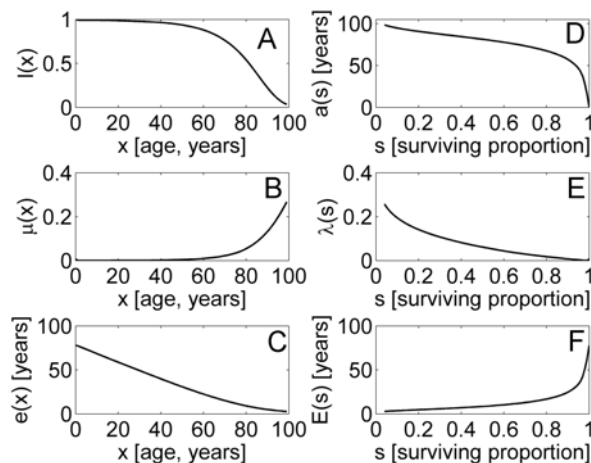 A
l(x)
1
0.5
0
0 20 40 60 80 100
x [age, years]
D
a(s) [years]
100
50
0
0 0.2 0.4 0.6 0.8 1
s [surviving proportion]
B
μ(x)
0.4
0.2
0
0 20 40 60 80 100
x [age, years]
E
λ(s)
0.4
0.2
0
0 0.2 0.4 0.6 0.8 1
s [surviving proportion]
C
e(x) [years]
100
50
0
0 20 40 60 80 100
x [age, years]
F
E(s) [years]
100
50
0
0 0.2 0.4 0.6 0.8 1
s [surviving proportion]